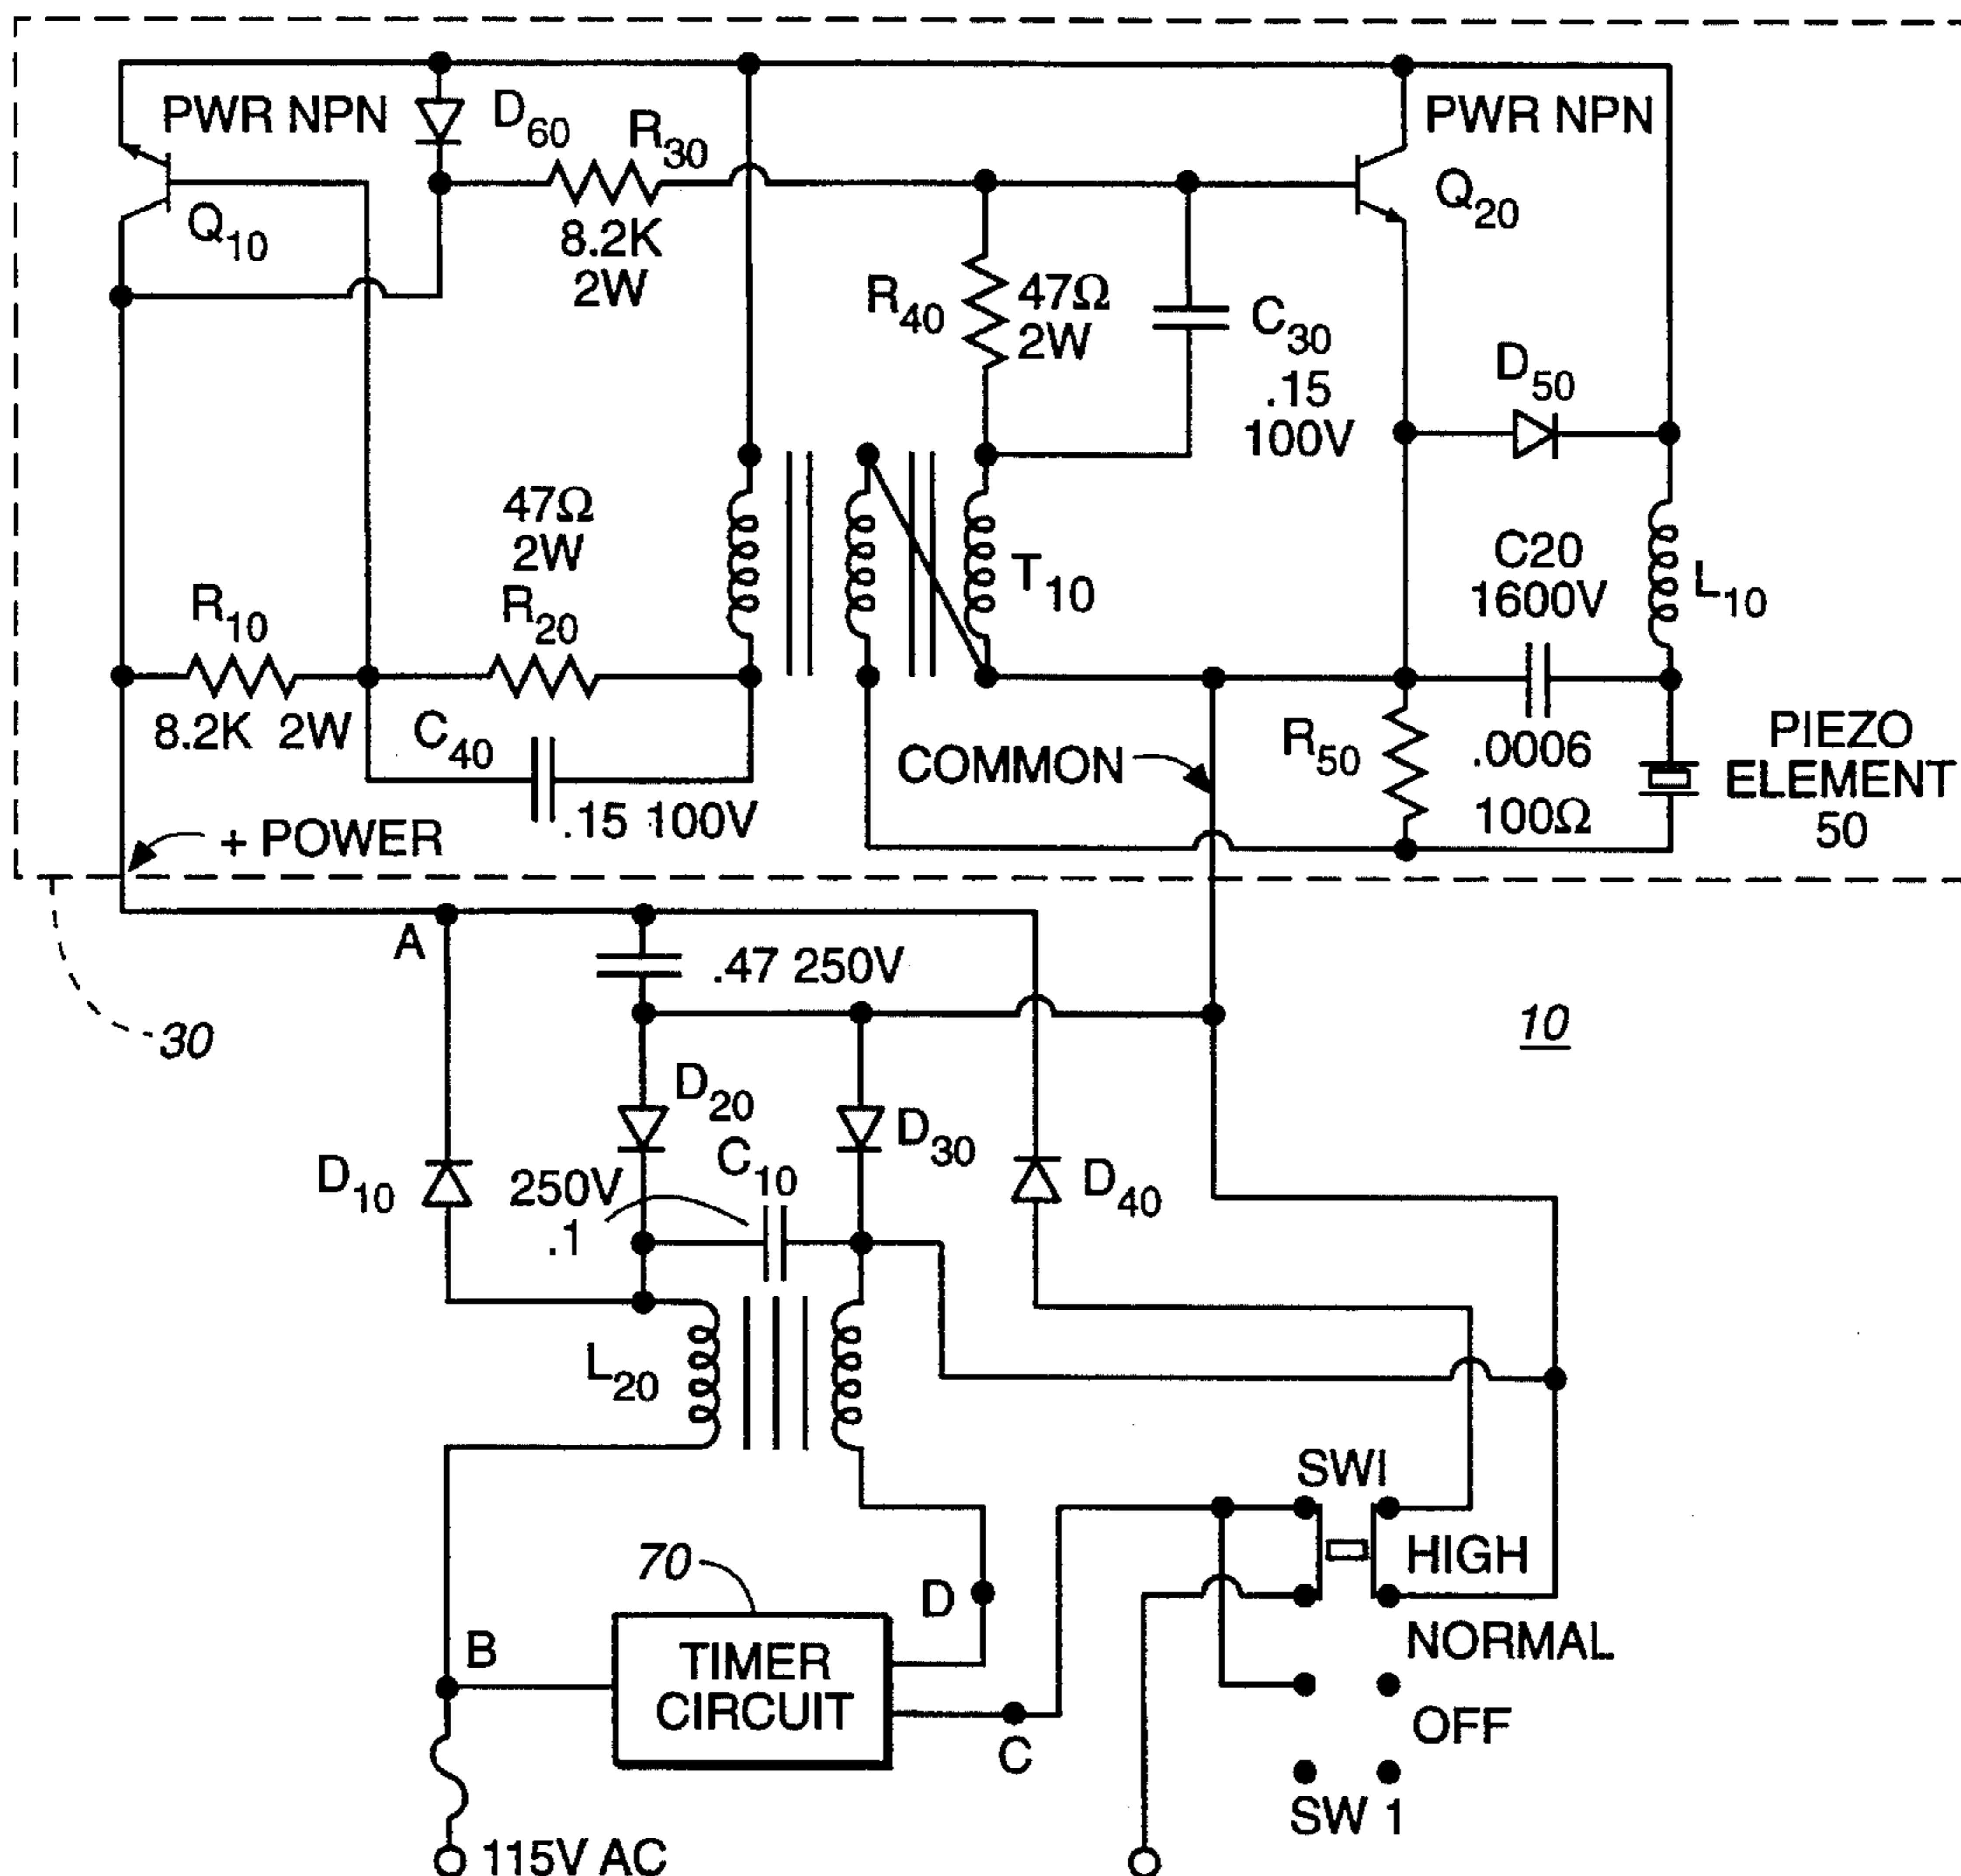 PWR NPN
D60
R30
PWR NPN
Q10
8.2K
2W
Q20
R40
47Ω
2W
C30
.15
100V
D50
47Ω
2W
R10
R20
T10
C20
1600V
L10
8.2K 2W
C40
.15 100V
COMMON
R50
.0006
100Ω
PIEZO
ELEMENT
50
+ POWER
A
.47 250V
30
10
D20
D30
D10
250V
.1
C10
D40
L20
SWI
HIGH
70
D
NORMAL
B
TIMER
CIRCUIT
C
OFF
SW 1
115V AC